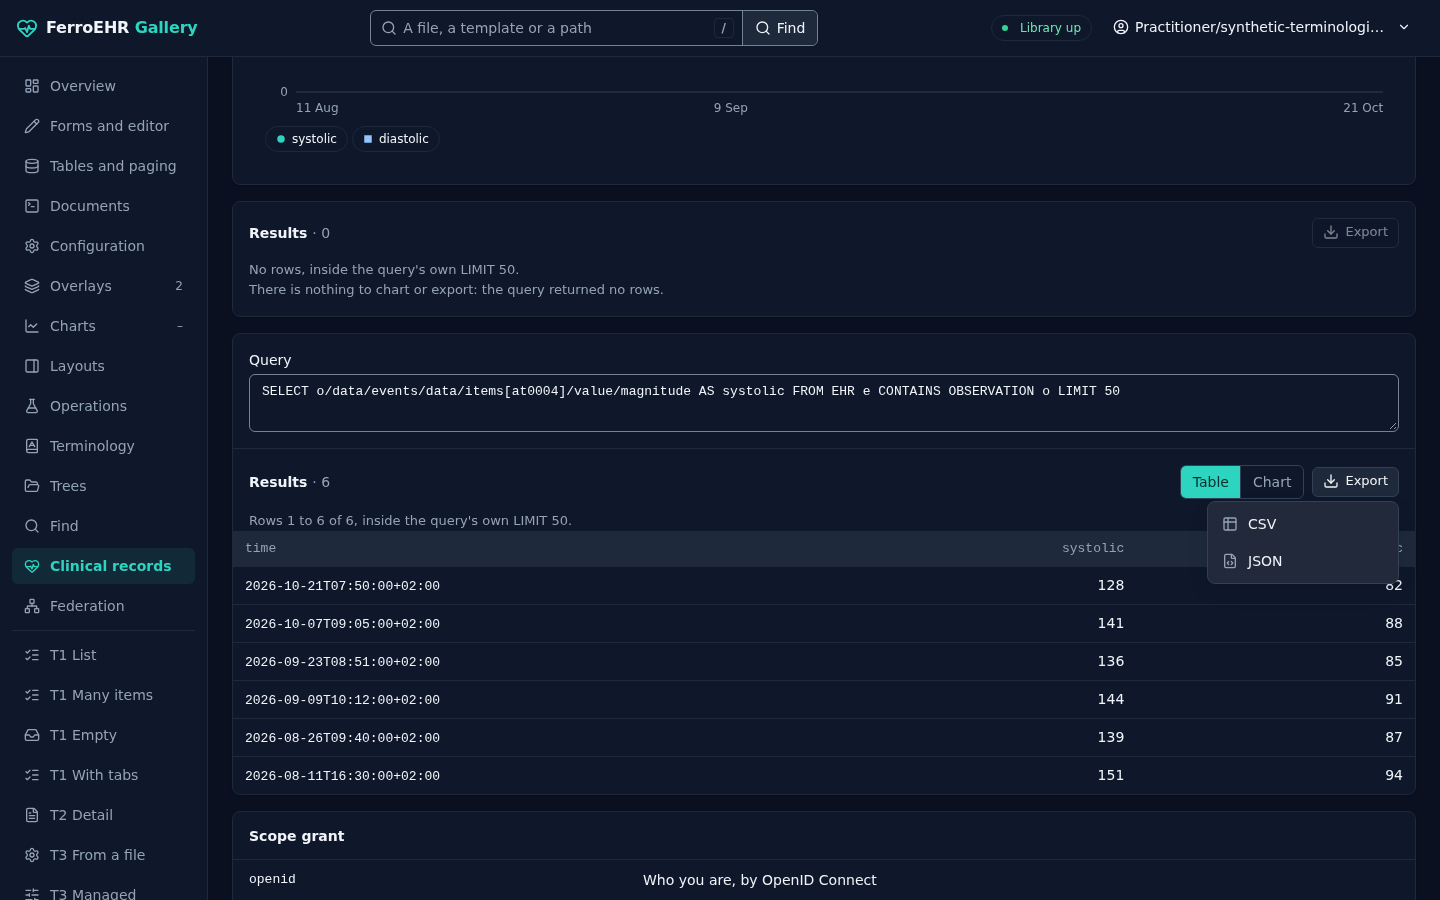 FerroEHR Gallery
A file, a template or a path
/
Find
Library up
Practitioner/synthetic-terminologi...
Overview
Forms and editor
Tables and paging
Documents
Configuration
Overlays 2
Charts –
Layouts
Operations
Terminology
Trees
Find
Clinical records
Federation
T1 List
T1 Many items
T1 Empty
T1 With tabs
T2 Detail
T3 From a file
T3 Managed
0
11 Aug 9 Sep 21 Oct
systolic diastolic
Results · 0
Export
No rows, inside the query's own LIMIT 50.
There is nothing to chart or export: the query returned no rows.
Query
SELECT o/data/events/data/items[at0004]/value/magnitude AS systolic FROM EHR e CONTAINS OBSERVATION o LIMIT 50
Results · 6
Table Chart Export
CSV
JSON
Rows 1 to 6 of 6, inside the query's own LIMIT 50.
time systolic
2026-10-21T07:50:00+02:00 128 82
2026-10-07T09:05:00+02:00 141 88
2026-09-23T08:51:00+02:00 136 85
2026-09-09T10:12:00+02:00 144 91
2026-08-26T09:40:00+02:00 139 87
2026-08-11T16:30:00+02:00 151 94
Scope grant
openid Who you are, by OpenID Connect